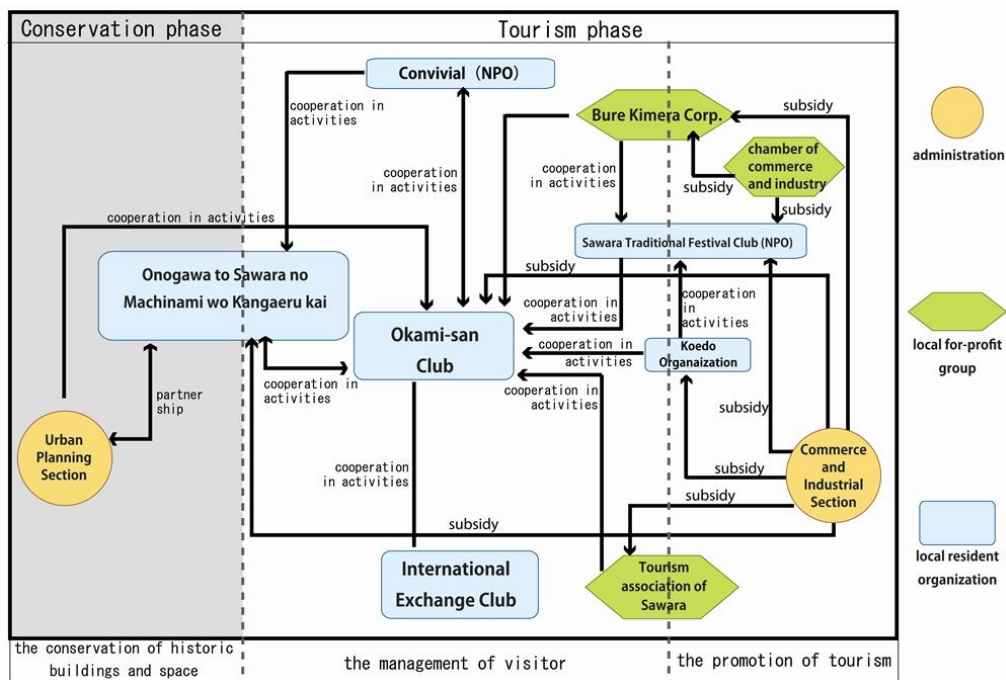 Conservation phase
Tourism phase
Convivial (NPO)
cooperation in
activities
Bure Kimera Corp.
subsidy
chamber of
commerce
and industry
subsidy
subsidy
cooperation
in activities
cooperation
in activities
cooperation in activities
Sawara Traditional Festival Club (NPO)
Onogawa to Sawara no
Machinami wo Kangaeru kai
subsidy
cooperation in
activities
cooperation
in
activities
Okami-san
Club
cooperation in
activities
Koedo
Organaization
cooperation in
activities
cooperation in
activities
partner
ship
subsidy
Urban
Planning
Section
cooperation
in activities
subsidy
Commerce
and
Industrial
Section
subsidy
subsidy
International
Exchange Club
Tourism
association of
Sawara
the conservation of historic
buildings and space
the management of visitor
the promotion of tourism
administration
local for-profit
group
local resident
organization